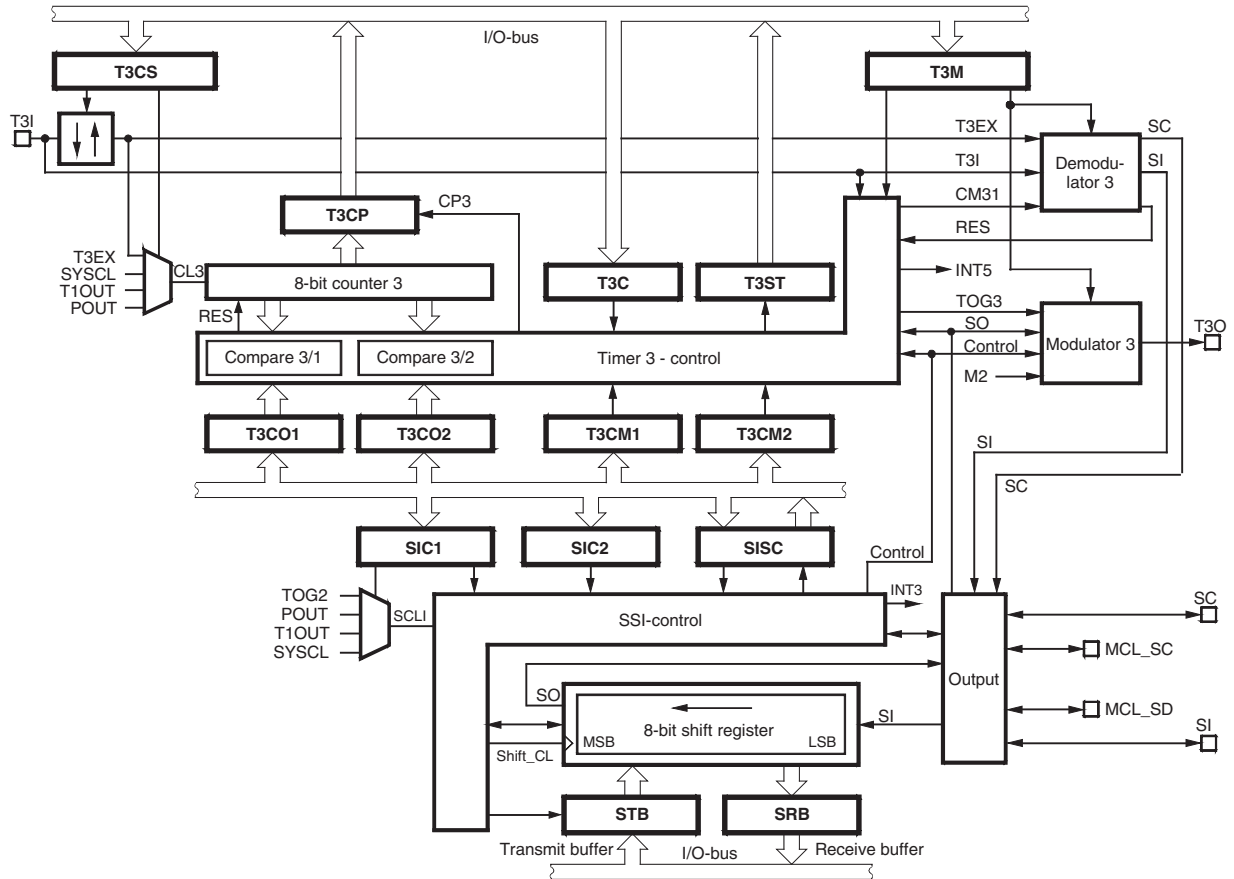 I/O-bus
T3CS
T3M
T3I
T3EX
SC
T3I
SI
Demodu-
lator 3
CM31
T3CP
CP3
RES
T3EX
SYSCL
T1OUT
POUT
CL3
8-bit counter 3
T3C
T3ST
INT5
RES
TOG3
SO
Control
M2
Modulator 3
T3O
Compare 3/1
Compare 3/2
Timer 3 - control
T3CO1
T3CO2
T3CM1
T3CM2
SI
SC
SIC1
SIC2
SISC
Control
TOG2
POUT
T1OUT
SYSCL
SCLI
SSI-control
INT3
SC
MCL_SC
Output
MCL_SD
SI
SO
8-bit shift register
MSB
LSB
SI
Shift_CL
STB
SRB
Transmit buffer
I/O-bus
Receive buffer